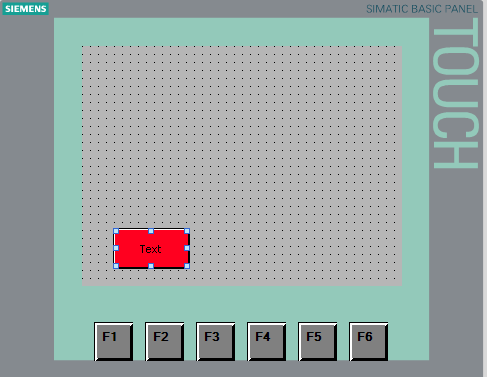 SIEMENS
SIMATIC BASIC PANEL
TOUCH
Text
F1 F2 F3 F4 F5 F6